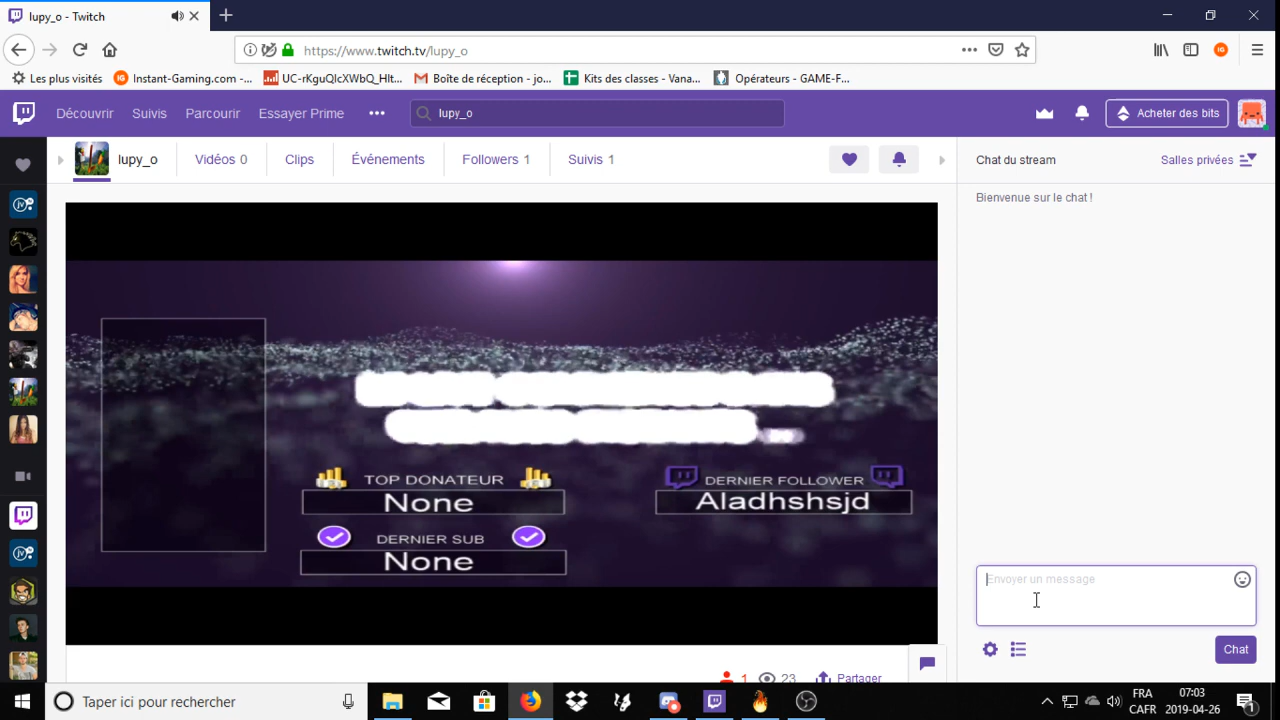 lupy_o - Twitch
https://www.twitch.tv/lupy_o
Les plus visités
Instant-Gaming.com -...
UC-rKguQIcXWbQ_Hlt...
Boîte de réception - jo...
Kits des classes - Vana...
Opérateurs - GAME-F...
Découvrir
Suivis
Parcourir
Essayer Prime
lupy_o
Acheter des bits
lupy_o
Vidéos 0
Clips
Événements
Followers 1
Suivis 1
Chat du stream
Salles privées
Bienvenue sur le chat !
TOP DONATEUR
None
DERNIER FOLLOWER
Aladhshsjd
DERNIER SUB
None
Envoyer un message
Chat
1
23
Partager
Taper ici pour rechercher
FRA
CAFR
07:03
2019-04-26
1